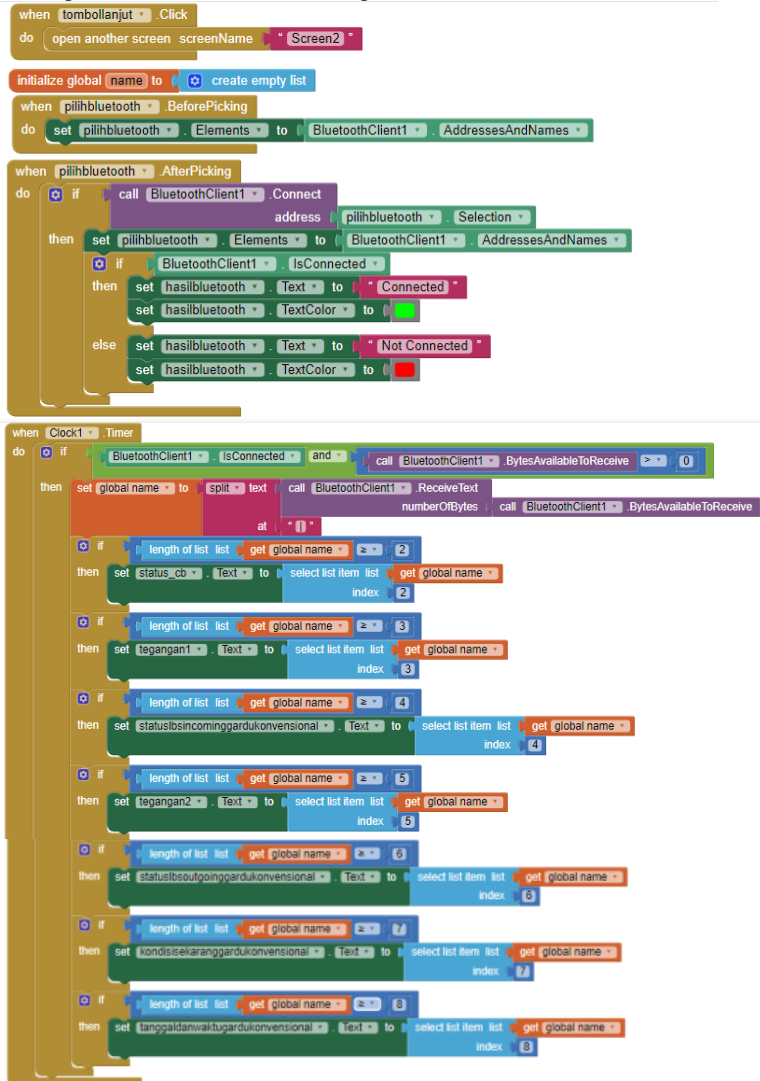 when tombollanjut .Click
do open another screen screenName " Screen2 "
initialize global name to create empty list
when pilihbluetooth .BeforePicking
do set pilihbluetooth . Elements to BluetoothClient1 . AddressesAndNames
when pilihbluetooth .AfterPicking
do if call BluetoothClient1 .Connect
address pilihbluetooth . Selection
then set pilihbluetooth . Elements to BluetoothClient1 . AddressesAndNames
if BluetoothClient1 . IsConnected
then set hasilbluetooth . Text to " Connected "
set hasilbluetooth . TextColor to
else set hasilbluetooth . Text to " Not Connected "
set hasilbluetooth . TextColor to
when Clock1 .Timer
do if BluetoothClient1 . IsConnected and call BluetoothClient1 .BytesAvailableToReceive > 0
then set global name to split text call BluetoothClient1 .ReceiveText
numberOfBytes call BluetoothClient1 .BytesAvailableToReceive
at " | "
if length of list list get global name ≥ 2
then set status_cb . Text to select list item list get global name
index 2
if length of list list get global name ≥ 3
then set tegangan1 . Text to select list item list get global name
index 3
if length of list list get global name ≥ 4
then set statuslbsincominggardukonvensional . Text to select list item list get global name
index 4
if length of list list get global name ≥ 5
then set tegangan2 . Text to select list item list get global name
index 5
if length of list list get global name ≥ 6
then set statuslbsoutgoinggardukonvensional . Text to select list item list get global name
index 6
if length of list list get global name ≥ 7
then set kondisisekaranggardukonvensional . Text to select list item list get global name
index 7
if length of list list get global name ≥ 8
then set tanggaldanwaktugardukonvensional . Text to select list item list get global name
index 8